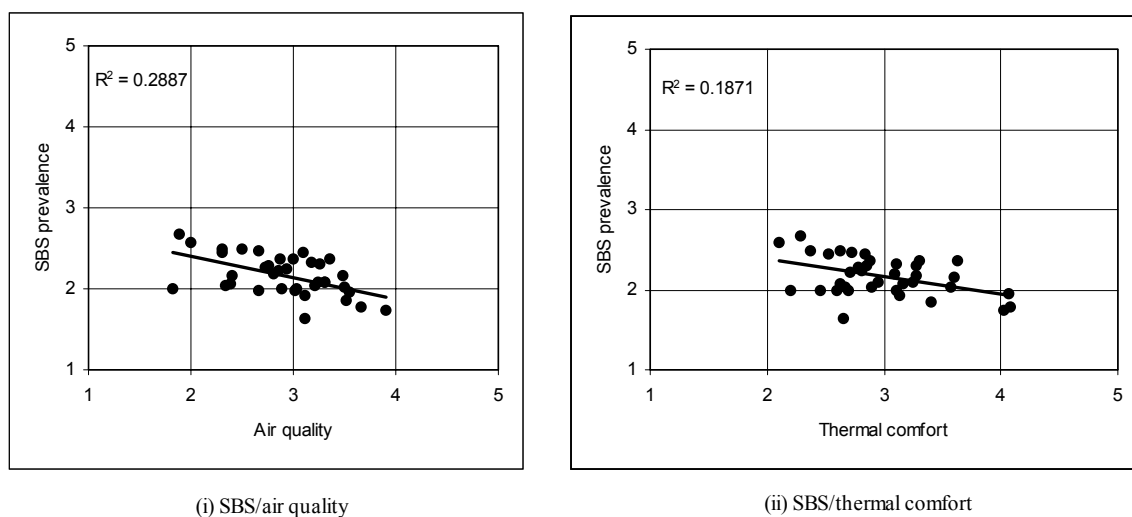 5
R² = 0.2887
4
SBS prevalence
3
2
1
1 2 3 4 5
Air quality
(i) SBS/air quality
5
R² = 0.1871
4
SBS prevalence
3
2
1
1 2 3 4 5
Thermal comfort
(ii) SBS/thermal comfort